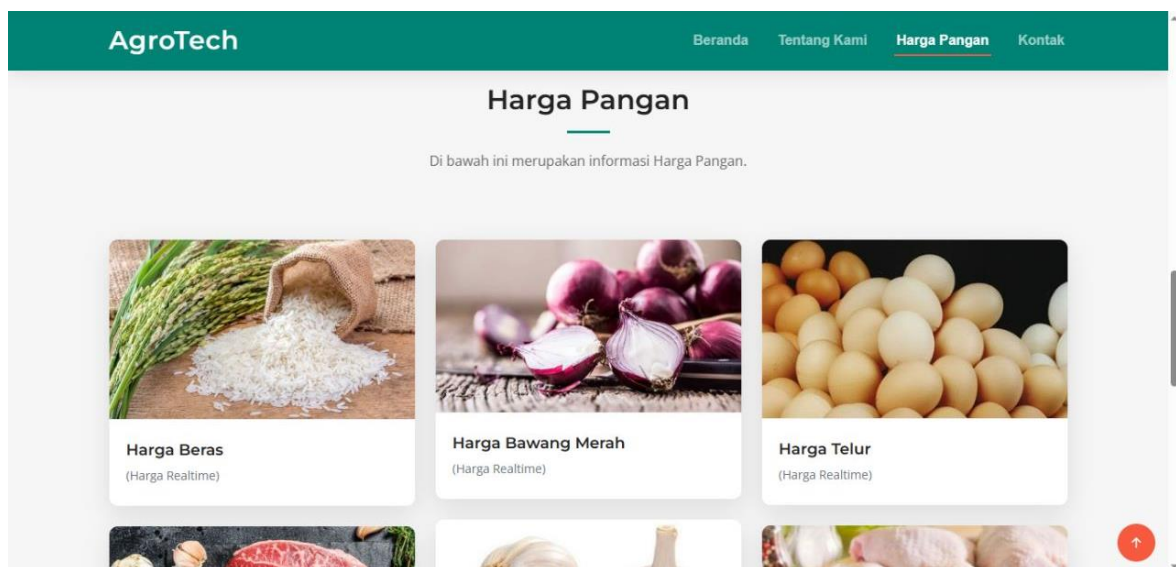 AgroTech
Beranda Tentang Kami Harga Pangan Kontak
Harga Pangan
Di bawah ini merupakan informasi Harga Pangan.
Harga Beras
(Harga Realtime)
Harga Bawang Merah
(Harga Realtime)
Harga Telur
(Harga Realtime)